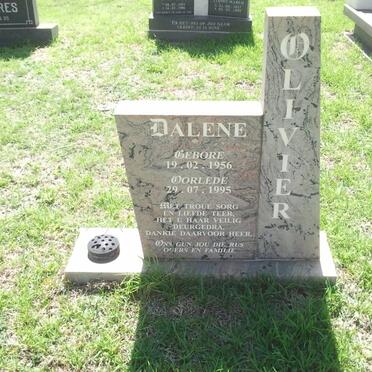 OLIVIER
DALENE
GEBORE
19.02.1956
OORLEDE
29.07.1995
MET TROUE SORG
EN LIEFDE TEER,
HET U HAAR VEILIG
DEURGEDRA,
DANKIE DAARVOOR HEER.
ONS GUN JOU DIE RUS
OUERS EN FAMILIE.